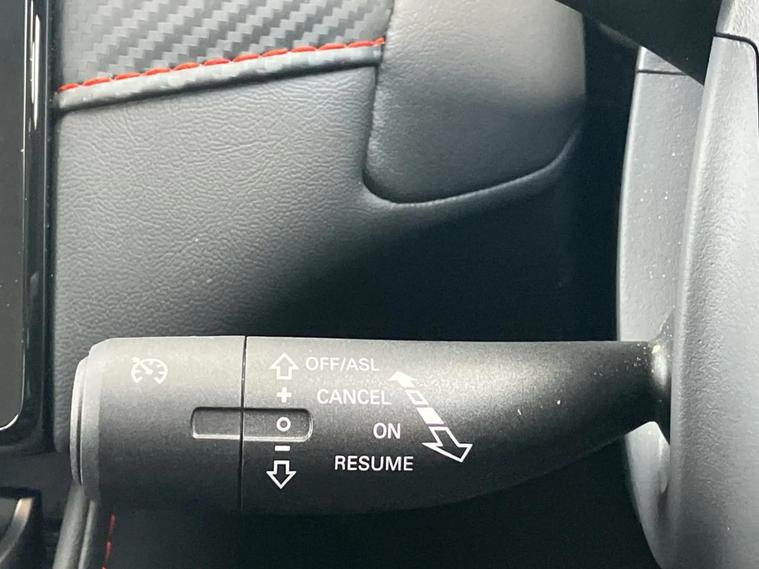 OFF/ASL
+ CANCEL
O ON
- RESUME